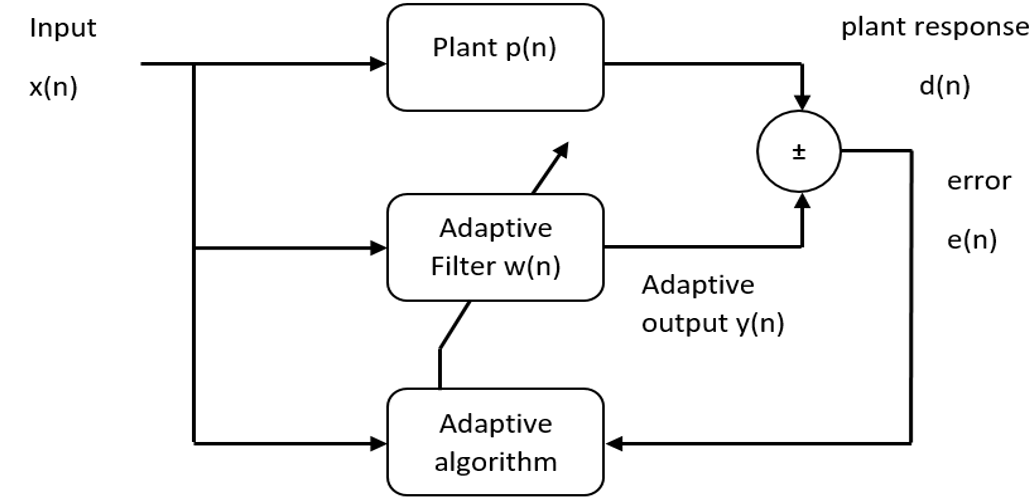 Input
x(n)
Plant p(n)
plant response
d(n)
±
error
e(n)
Adaptive
Filter w(n)
Adaptive
output y(n)
Adaptive
algorithm